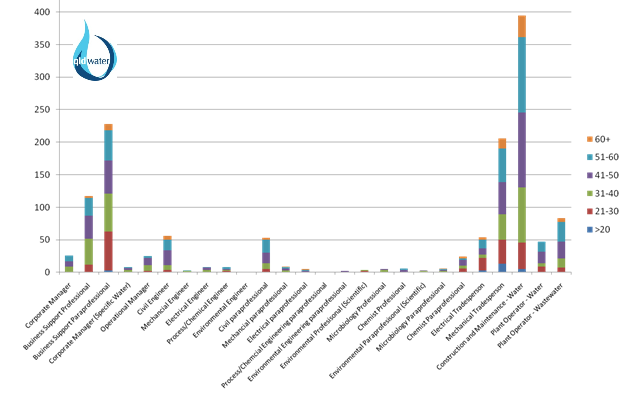 400
350
300
250
200
150
100
50
0
qldwater
60+
51-60
41-50
31-40
21-30
>20
Corporate Manager
Business Support Professional
Business Support Paraprofessional
Corporate Manager (Specific Water)
Operational Manager
Civil Engineer
Mechancial Engineer
Electrical Engineer
Process/Chemical Engineer
Environmental Engineer
Civil paraprofessional
Mechancial paraprofessional
Electrical paraprofessional
Process/Chemcial Engineering paraprofessional
Environmental Engineering paraprofessional
Environmental Professional (Scientific)
Microbiology Professional
Chemist Professional
Environmental Paraprofessional (Scientific)
Microbiology Paraprofessional
Chemist Paraprofessional
Electrical Tradesperson
Mechanical Tradesperson
Construction and Maintenance - Water
Plant Operator - Water
Plant Operator - Wastewater